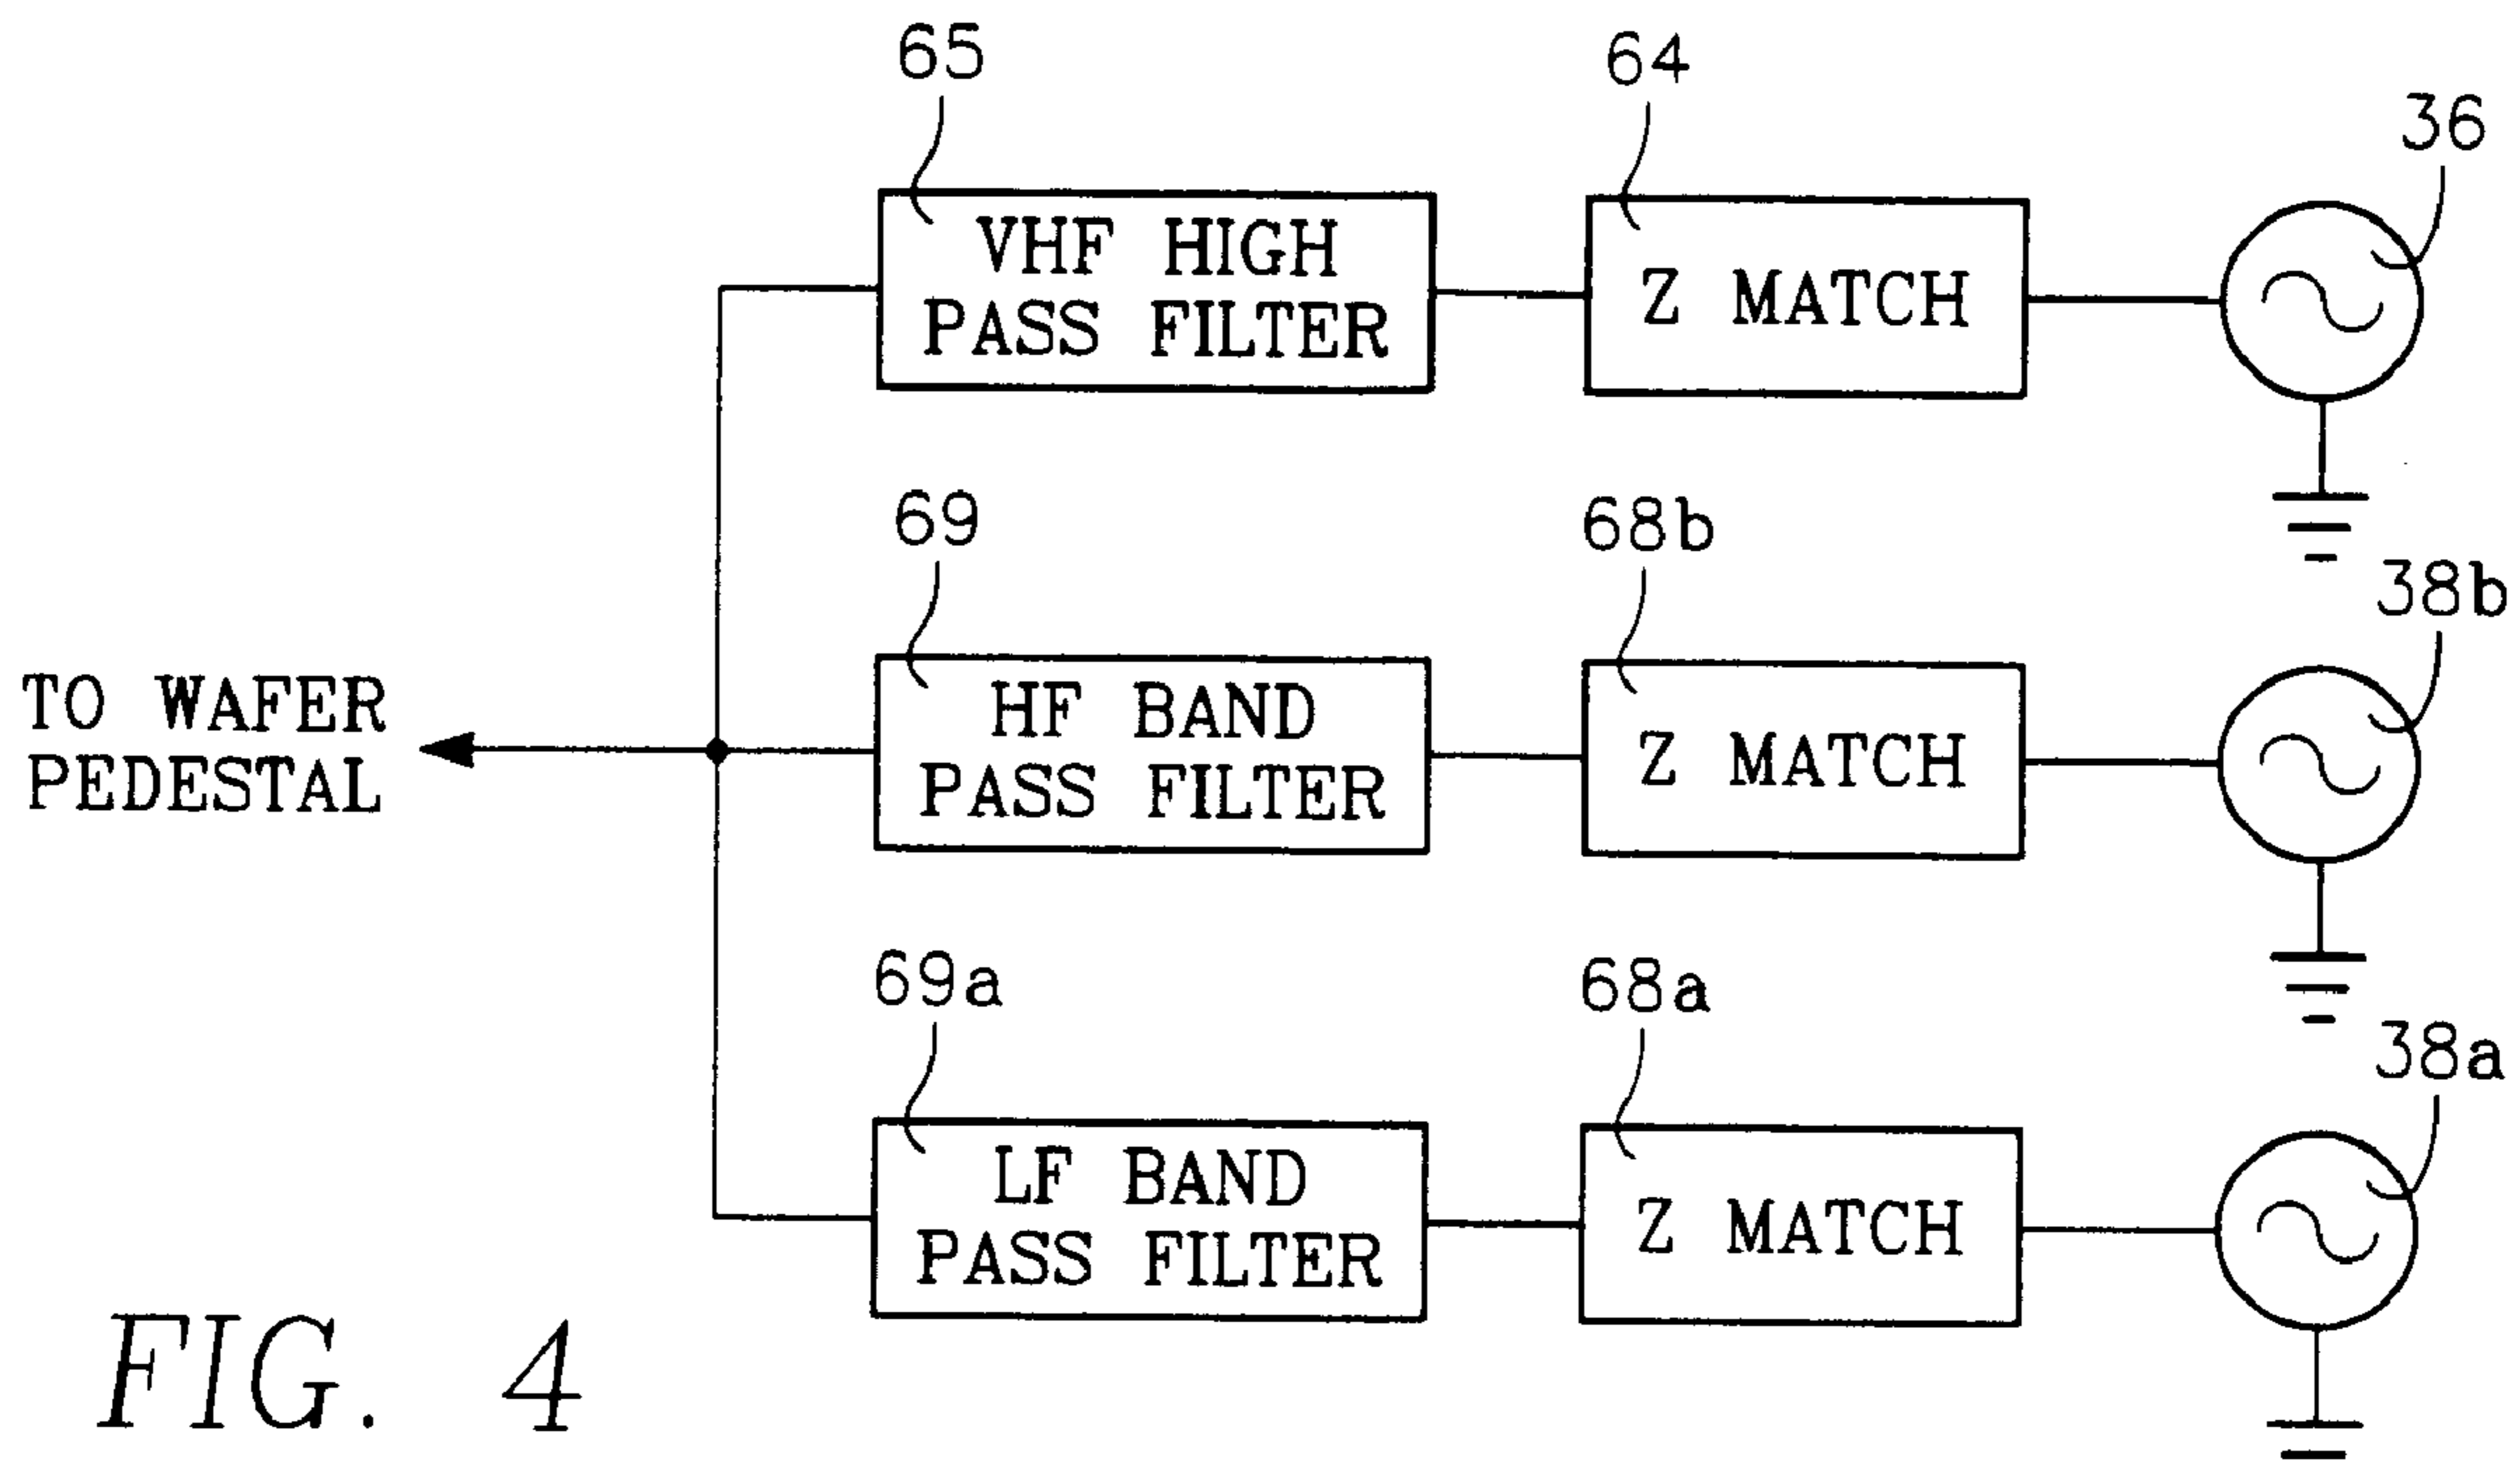 65
64
36
VHF HIGH
PASS FILTER
Z MATCH
69
68b
38b
TO WAFER
PEDESTAL
HF BAND
PASS FILTER
Z MATCH
69a
68a
38a
LF BAND
PASS FILTER
Z MATCH
FIG. 4